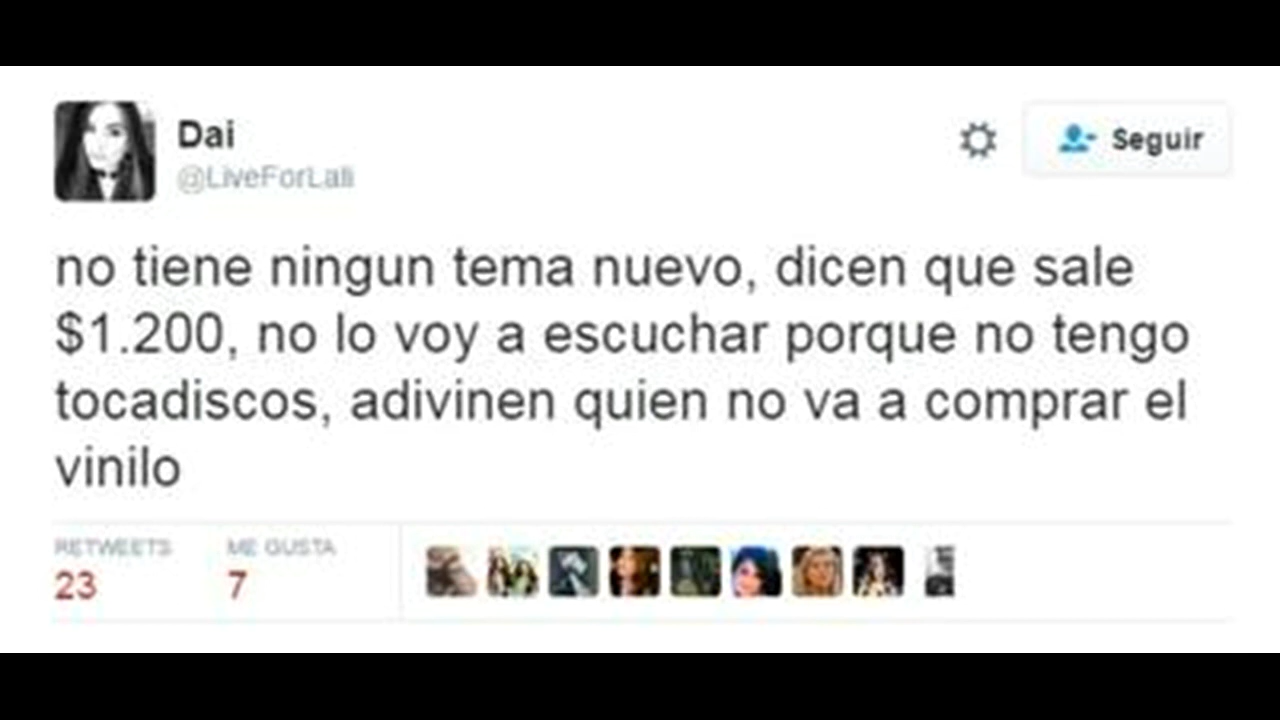 Dai
@LiveForLali
Seguir
no tiene ningun tema nuevo, dicen que sale
$1.200, no lo voy a escuchar porque no tengo
tocadiscos, adivinen quien no va a comprar el
vinilo
RETWEETS
ME GUSTA
23
7